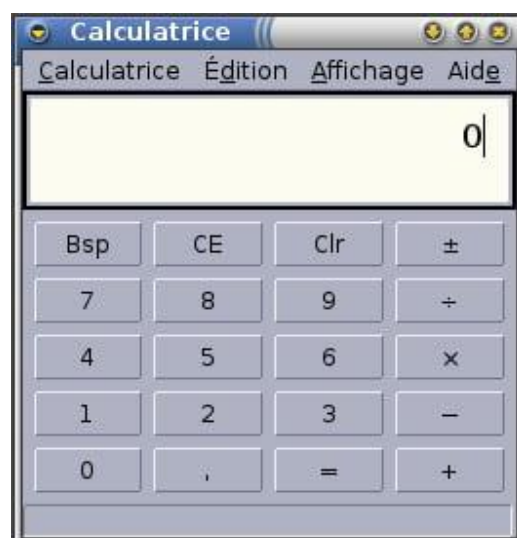 Calculatrice
Calculatrice Édition Affichage Aide
0
Bsp CE Clr ±
7 8 9 ÷
4 5 6 ×
1 2 3 −
0 , = +